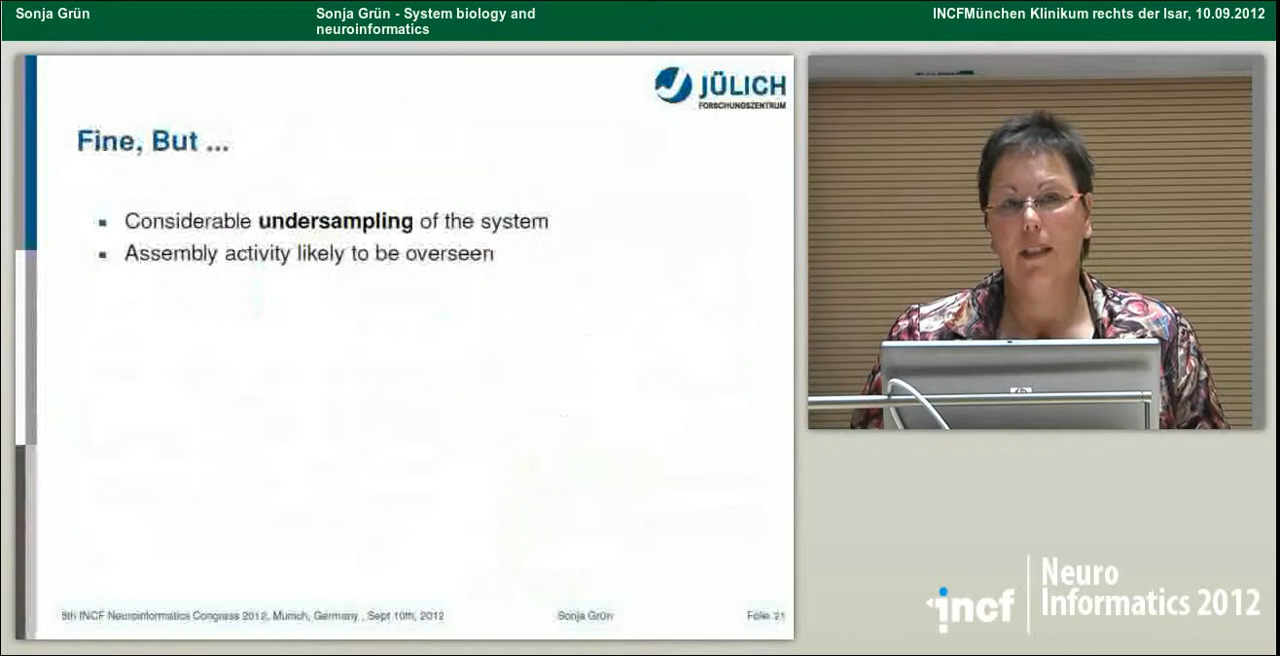 Sonja Grün
Sonja Grün - System biology and
neuroinformatics
INCFMünchen Klinikum rechts der Isar, 10.09.2012
JÜLICH
FORSCHUNGSZENTRUM
Fine, But ...
Considerable undersampling of the system
Assembly activity likely to be overseen
5th INCF Neuroinformatics Congress 2012, Munich, Germany, Sept 10th, 2012
Sonja Grün
Folie 21
hp
incf
Neuro
Informatics 2012